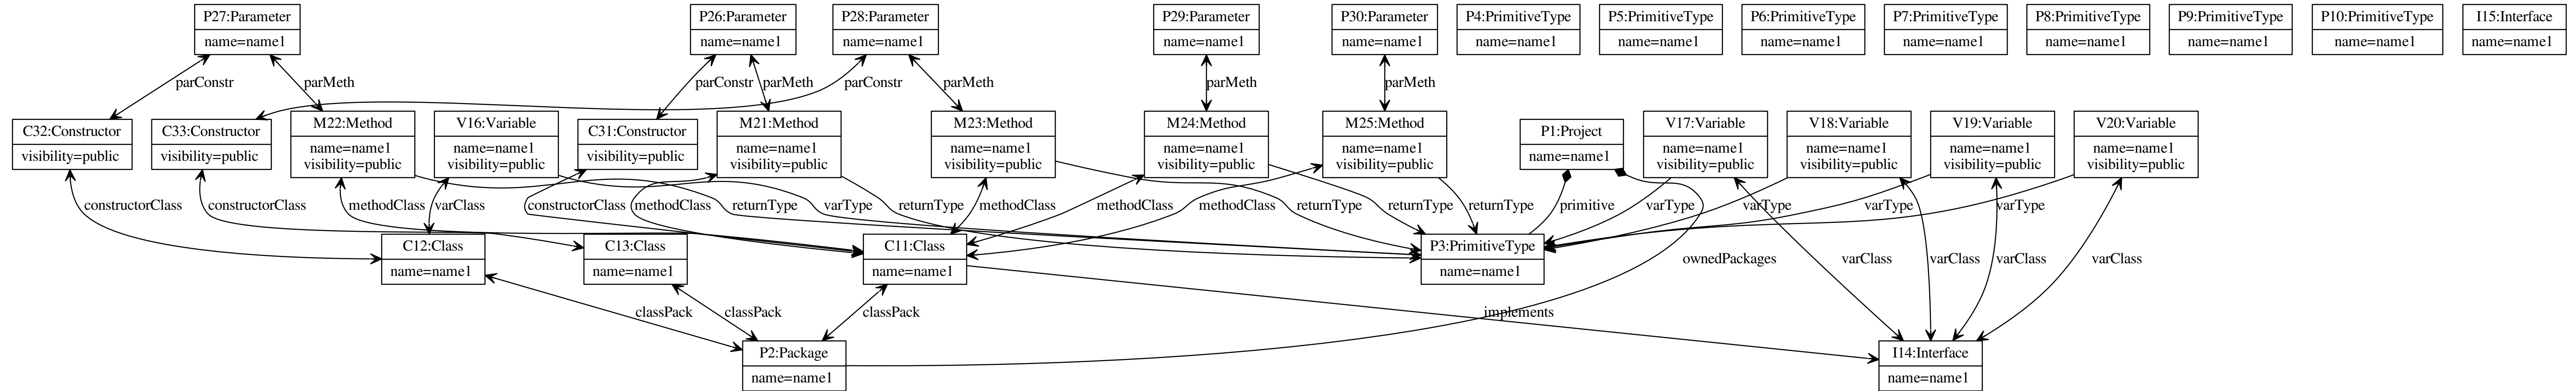 P27:Parameter
name=name1
P26:Parameter
name=name1
P28:Parameter
name=name1
P29:Parameter
name=name1
P30:Parameter
name=name1
P4:PrimitiveType
name=name1
P5:PrimitiveType
name=name1
P6:PrimitiveType
name=name1
P7:PrimitiveType
name=name1
P8:PrimitiveType
name=name1
P9:PrimitiveType
name=name1
P10:PrimitiveType
name=name1
I15:Interface
name=name1
parConstr
parMeth
parConstr
parMeth
parConstr
parMeth
parMeth
parMeth
C32:Constructor
visibility=public
C33:Constructor
visibility=public
M22:Method
name=name1
visibility=public
V16:Variable
name=name1
visibility=public
C31:Constructor
visibility=public
M21:Method
name=name1
visibility=public
M23:Method
name=name1
visibility=public
M24:Method
name=name1
visibility=public
M25:Method
name=name1
visibility=public
P1:Project
name=name1
V17:Variable
name=name1
visibility=public
V18:Variable
name=name1
visibility=public
V19:Variable
name=name1
visibility=public
V20:Variable
name=name1
visibility=public
constructorClass
constructorClass
methodClass
varClass
constructorClass
methodClass
returnType
varType
returnType
methodClass
methodClass
methodClass
returnType
returnType
returnType
primitive
varType
varType
varType
varType
C12:Class
name=name1
C13:Class
name=name1
C11:Class
name=name1
P3:PrimitiveType
name=name1
ownedPackages
varClass
varClass
varClass
varClass
classPack
classPack
classPack
implements
P2:Package
name=name1
I14:Interface
name=name1